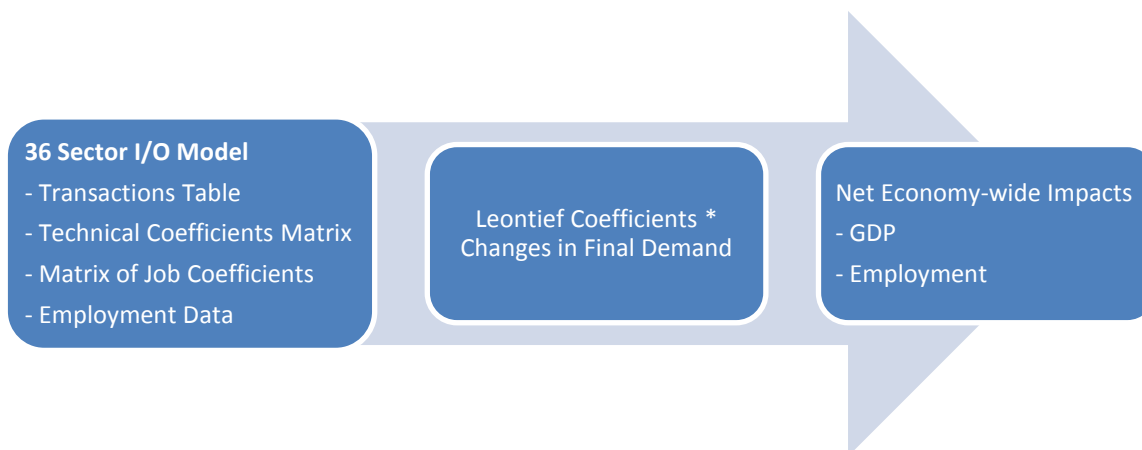 36 Sector I/O Model
- Transactions Table
- Technical Coefficients Matrix
- Matrix of Job Coefficients
- Employment Data
Leontief Coefficients *
Changes in Final Demand
Net Economy-wide Impacts
- GDP
- Employment